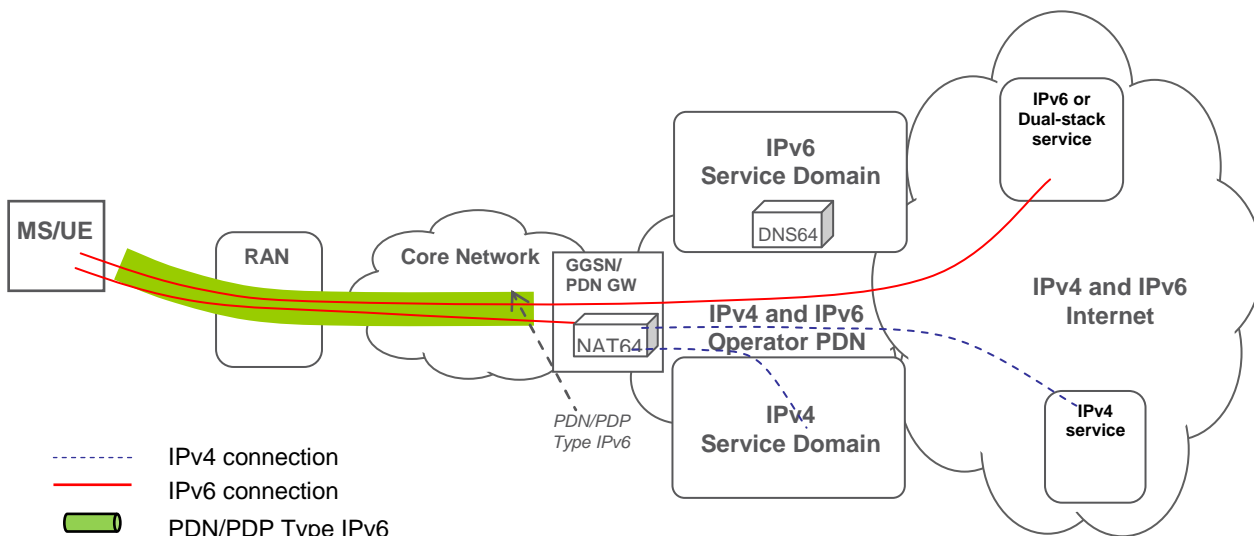 IPv6 or
Dual-stack
service
IPv6
Service Domain
DNS64
MS/UE
RAN
Core Network
GGSN/
PDN GW
NAT64
IPv4 and IPv6
Operator PDN
IPv4 and IPv6
Internet
PDN/PDP
Type IPv6
IPv4
Service Domain
IPv4
service
IPv4 connection
IPv6 connection
PDN/PDP Type IPv6